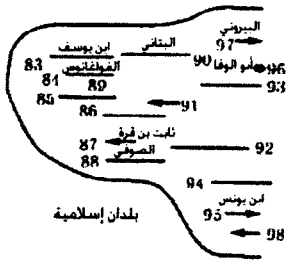 البيروني
97
ابن يوسف
البتاني
أبو الوفا
96
90
83
الفواغانوس
84
89
93
85
91
86
ثابت بن قرة
87
الصوفي
88
92
94
ابن يونس
95
بلدان إسلامية
98